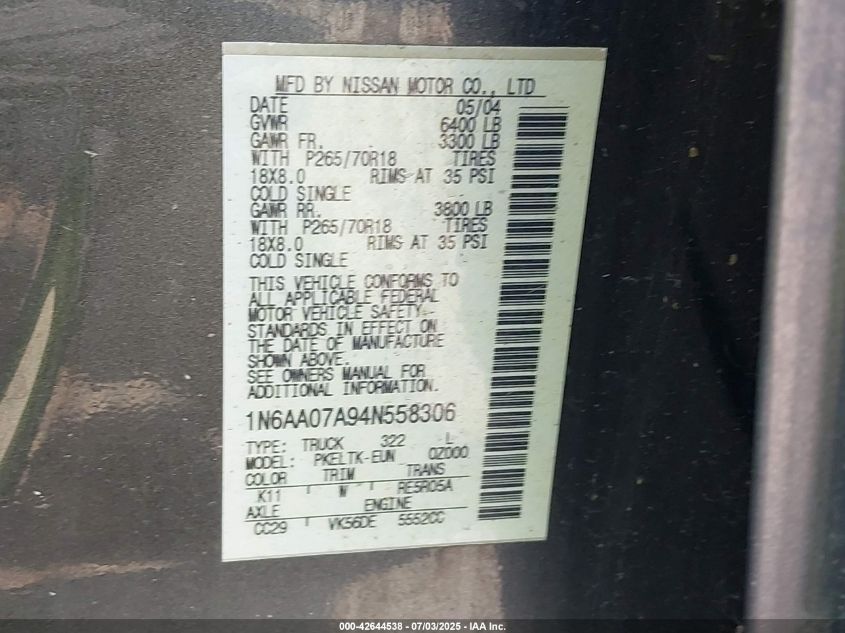 MFD BY NISSAN MOTOR CO., LTD
DATE 05/04
GVWR 6400 LB
GAWR FR. 3300 LB
WITH P265/70R18 TIRES
18X8.0 RIMS AT 35 PSI
COLD SINGLE
GAWR RR. 3800 LB
WITH P265/70R18 TIRES
18X8.0 RIMS AT 35 PSI
COLD SINGLE
THIS VEHICLE CONFORMS TO
ALL APPLICABLE FEDERAL
MOTOR VEHICLE SAFETY
STANDARDS IN EFFECT ON
THE DATE OF MANUFACTURE
SHOWN ABOVE.
SEE OWNERS MANUAL FOR
ADDITIONAL INFORMATION.
1N6AA07A94N558306
TYPE: TRUCK 322 L
MODEL: PKELTK-EUN 0Z000
COLOR TRIM TRANS
K11 ' W ' RE5R05A
AXLE ENGINE
CC29 ' VK56DE 5552CC
000-42644538 - 07/03/2025 - IAA Inc.